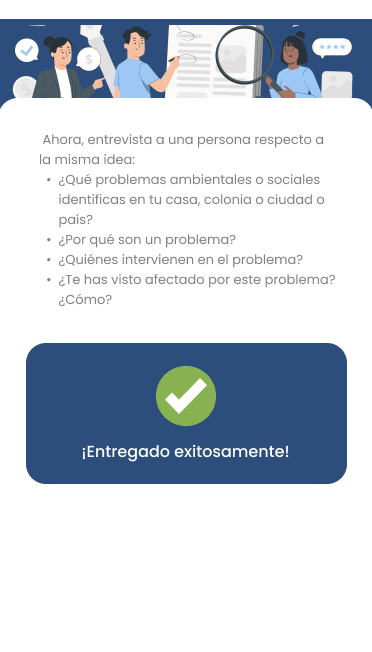 Ahora, entrevista a una persona respecto a
la misma idea:
• ¿Qué problemas ambientales o sociales
identificas en tu casa, colonia o ciudad o
país?
• ¿Por qué son un problema?
• ¿Quiénes intervienen en el problema?
• ¿Te has visto afectado por este problema?
¿Cómo?
¡Entregado exitosamente!